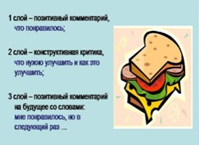 1 слой – позитивный комментарий,
что понравилось;
2 слой – конструктивная критика,
что нужно улучшить и как это
улучшить;
3 слой – позитивный комментарий
на будущее со словами:
мне понравилось, но в
следующий раз ...